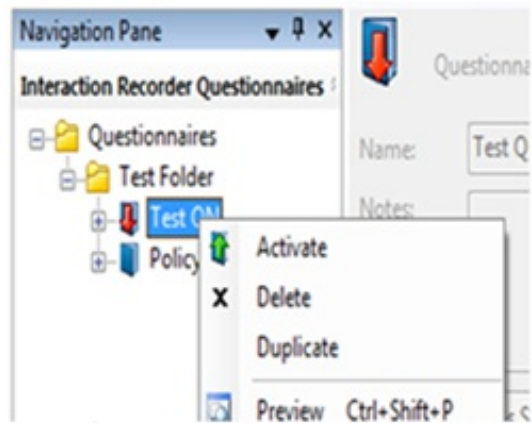 Navigation Pane
Interaction Recorder Questionnaires
Questionnaires
Test Folder
Test
Policy
Activate
Delete
Duplicate
Preview Ctrl+Shift+P
Questionna
Name: Test Q
Notes: